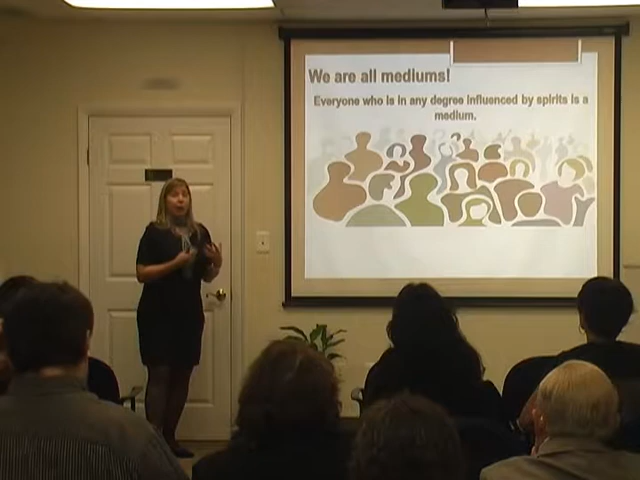 We are all mediums!
Everyone who is in any degree influenced by spirits is a
medium.